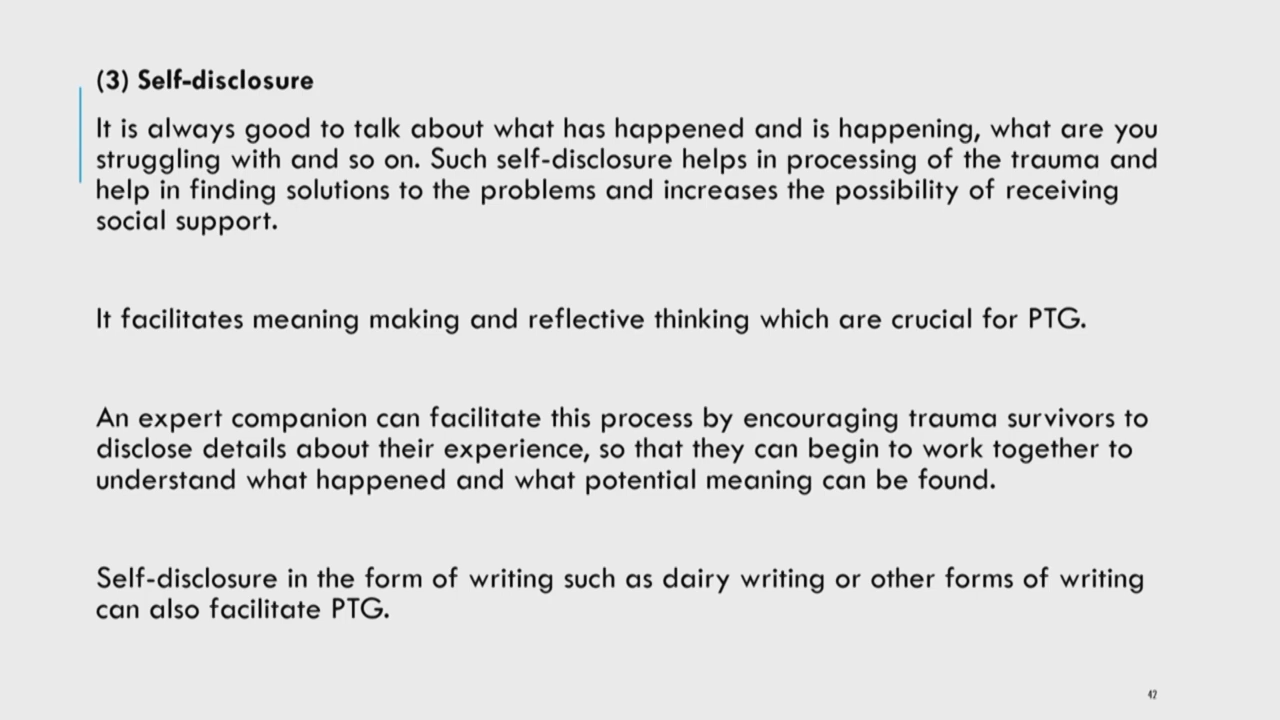 (3) Self-disclosure
It is always good to talk about what has happened and is happening, what are you
struggling with and so on. Such self-disclosure helps in processing of the trauma and
help in finding solutions to the problems and increases the possibility of receiving
social support.
It facilitates meaning making and reflective thinking which are crucial for PTG.
An expert companion can facilitate this process by encouraging trauma survivors to
disclose details about their experience, so that they can begin to work together to
understand what happened and what potential meaning can be found.
Self-disclosure in the form of writing such as dairy writing or other forms of writing
can also facilitate PTG.
42